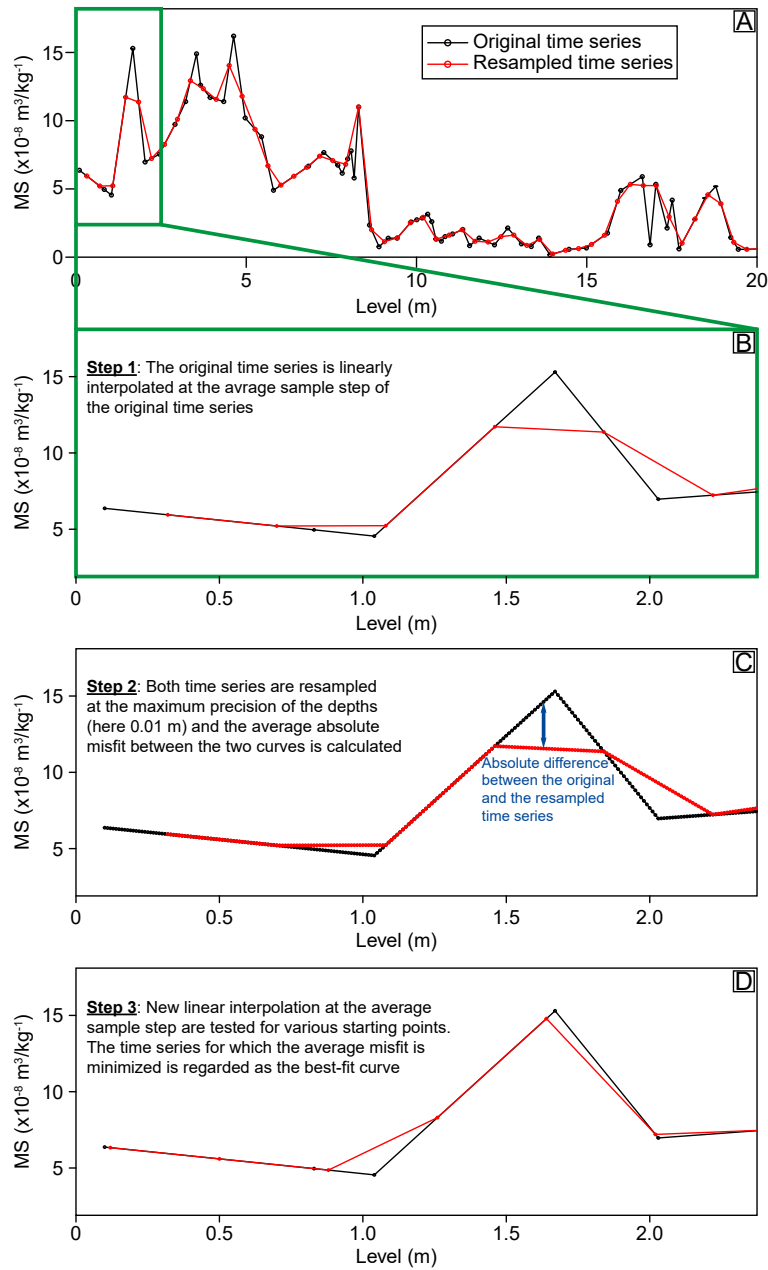 A
Original time series
Resampled time series
MS (x10⁻⁸ m³/kg⁻¹)
15
10
5
0
0
5
10
15
20
Level (m)
B
Step 1: The original time series is linearly
interpolated at the avrage sample step of
the original time series
MS (x10⁻⁸ m³/kg⁻¹)
15
10
5
0
0.5
1.0
1.5
2.0
Level (m)
C
Step 2: Both time series are resampled
at the maximum precision of the depths
(here 0.01 m) and the average absolute
misfit between the two curves is calculated
Absolute difference
between the original
and the resampled
time series
MS (x10⁻⁸ m³/kg⁻¹)
15
10
5
0
0.5
1.0
1.5
2.0
Level (m)
D
Step 3: New linear interpolation at the average
sample step are tested for various starting points.
The time series for which the average misfit is
minimized is regarded as the best-fit curve
MS (x10⁻⁸ m³/kg⁻¹)
15
10
5
0
0.5
1.0
1.5
2.0
Level (m)